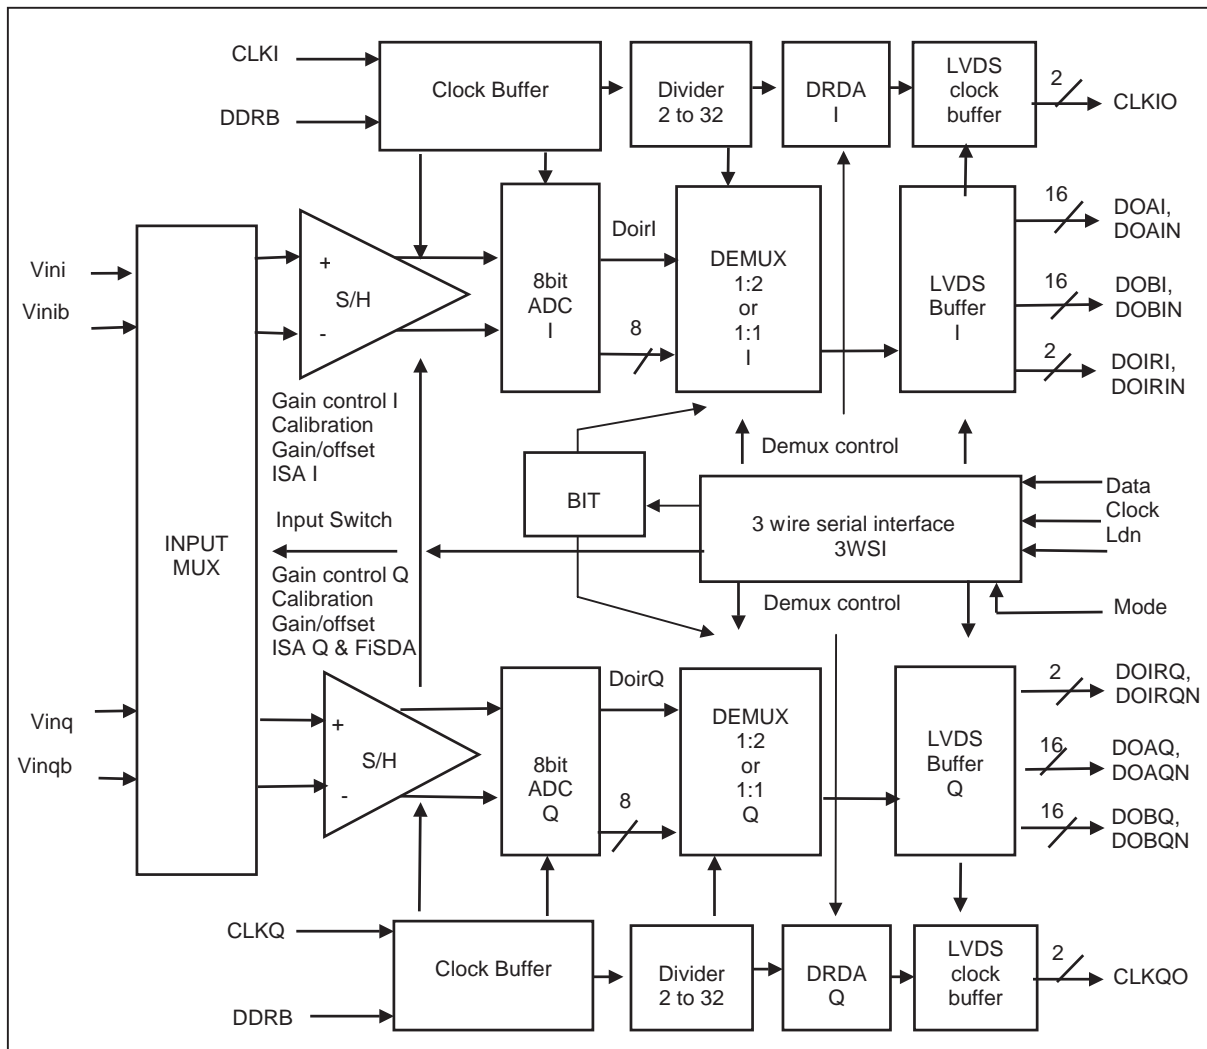 CLKI
DDRB
Clock Buffer
Divider
2 to 32
DRDA
I
LVDS
clock
buffer
2
CLKIO
Vini
Vinib
INPUT
MUX
+
S/H
-
8bit
ADC
I
DoirI
8
DEMUX
1:2
or
1:1
I
LVDS
Buffer
I
16
DOAI,
DOAIN
16
DOBI,
DOBIN
2
DOIRI,
DOIRIN
Gain control I
Calibration
Gain/offset
ISA I
Input Switch
Gain control Q
Calibration
Gain/offset
ISA Q & FiSDA
BIT
Demux control
3 wire serial interface
3WSI
Demux control
Data
Clock
Ldn
Mode
Vinq
Vinqb
+
S/H
-
8bit
ADC
Q
DoirQ
8
DEMUX
1:2
or
1:1
Q
LVDS
Buffer
Q
2
DOIRQ,
DOIRQN
16
DOAQ,
DOAQN
16
DOBQ,
DOBQN
CLKQ
DDRB
Clock Buffer
Divider
2 to 32
DRDA
Q
LVDS
clock
buffer
2
CLKQO